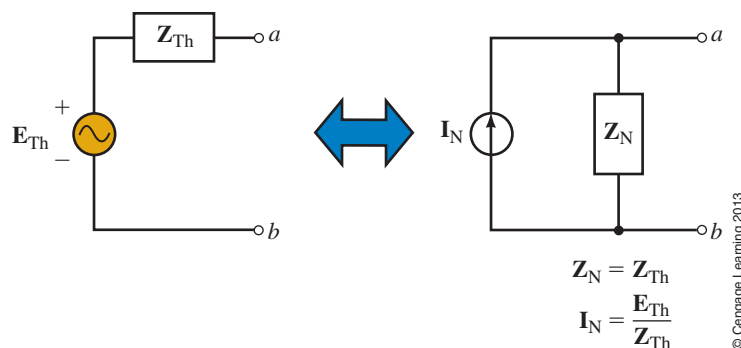 Z_Th
a
+
E_Th
−
b
I_N
Z_N
a
b
Z_N = Z_Th
I_N = E_Th / Z_Th
© Cengage Learning 2013